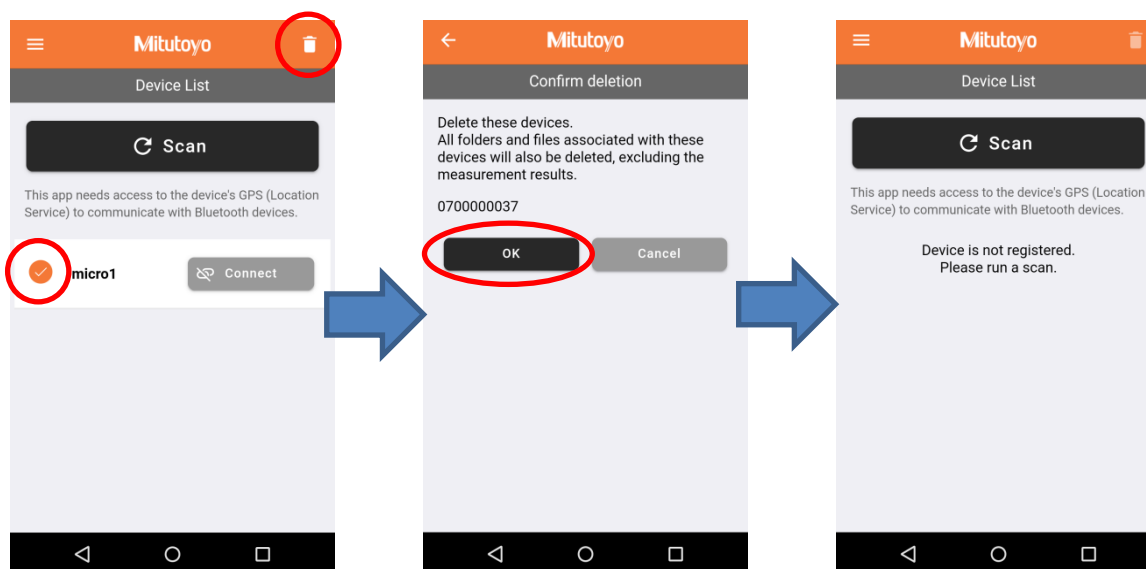 Mitutoyo
Device List
Scan
This app needs access to the device's GPS (Location
Service) to communicate with Bluetooth devices.
micro1
Connect
Mitutoyo
Confirm deletion
Delete these devices.
All folders and files associated with these
devices will also be deleted, excluding the
measurement results.
0700000037
OK
Cancel
Mitutoyo
Device List
Scan
This app needs access to the device's GPS (Location
Service) to communicate with Bluetooth devices.
Device is not registered.
Please run a scan.